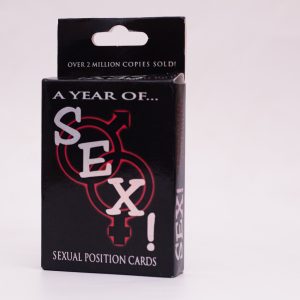 OVER 2 MILLION COPIES SOLD!
A YEAR OF...
SEX!
SEXUAL POSITION CARDS
SEX!